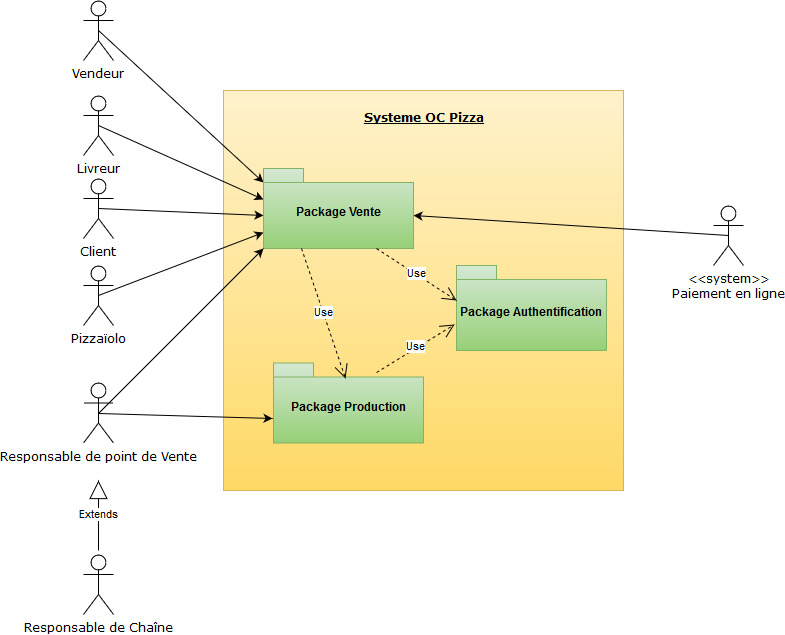 Vendeur
Systeme OC Pizza
Livreur
Package Vente
Client
<<system>>
Paiement en ligne
Use
Package Authentification
Use
Pizzaïolo
Use
Package Production
Responsable de point de Vente
Extends
Responsable de Chaîne